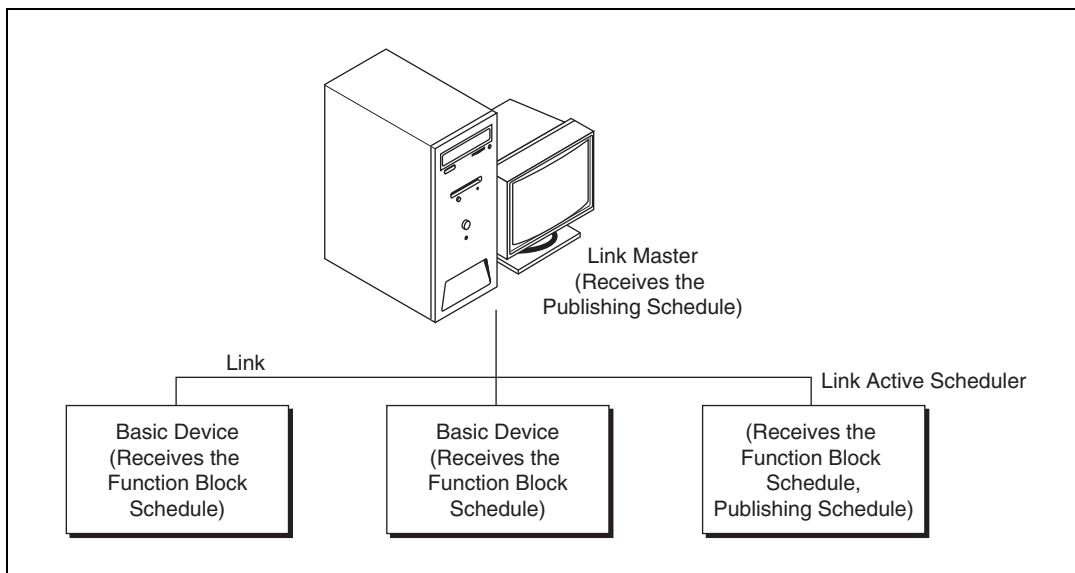 Link Master
(Receives the
Publishing Schedule)
Link
Link Active Scheduler
Basic Device
(Receives the
Function Block
Schedule)
Basic Device
(Receives the
Function Block
Schedule)
(Receives the
Function Block
Schedule,
Publishing Schedule)